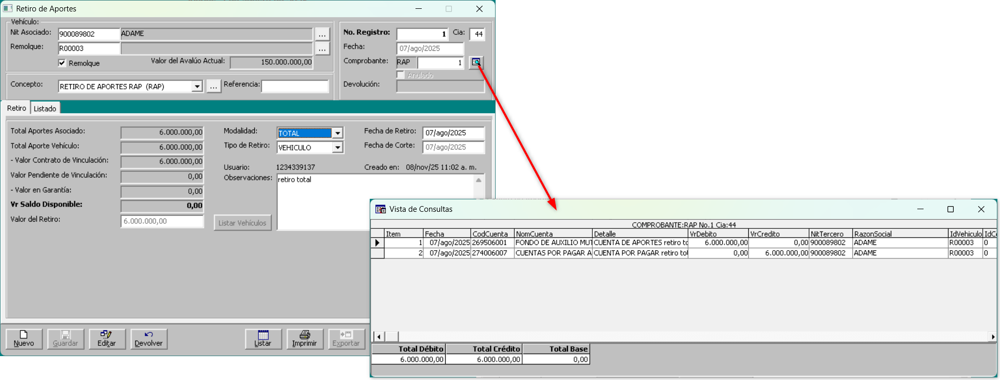 Retiro de Aportes
Vehículo:
Nit Asociado: 900089802 ADAME ...
Remolque: R00003 ...
Remolque Valor del Avalúo Actual: 150.000.000,00
Concepto: RETIRO DE APORTES RAP (RAP) ... Referencia:
No. Registro: 1 Cia: 44
Fecha: 07/ago/2025
Comprobante: RAP 1
Anulado
Devolución:
Retiro Listado
Total Aportes Asociado: 6.000.000,00
Total Aporte Vehículo: 6.000.000,00
- Valor Contrato de Vinculación: 6.000.000,00
Valor Pendiente de Vinculación: 0,00
- Valor en Garantía: 0,00
Vr Saldo Disponible: 0,00
Valor del Retiro: 6.000.000,00
Modalidad: TOTAL Fecha de Retiro: 07/ago/2025
Tipo de Retiro: VEHICULO Fecha de Corte: 07/ago/2025
Usuario: 1234339137 Creado en: 08/nov/25 11:02 a. m.
Observaciones: retiro total
Listar Vehículos
Nuevo Guardar Editar Devolver Listar Imprimir Exportar
Vista de Consultas
COMPROBANTE:RAP No.1 Cia:44
Item Fecha CodCuenta NomCuenta Detalle VrDebito VrCredito NitTercero RazonSocial IdVehiculo IdC
1 07/ago/2025 269506001 FONDO DE AUXILIO MUT CUENTA DE APORTES retiro to 6.000.000,00 0,00 900089802 ADAME R00003 0
2 07/ago/2025 274006007 CUENTAS POR PAGAR A CUENTA POR PAGAR retiro tot 0,00 6.000.000,00 900089802 ADAME R00003 0
Total Débito Total Crédito Total Base
6.000.000,00 6.000.000,00 0,00